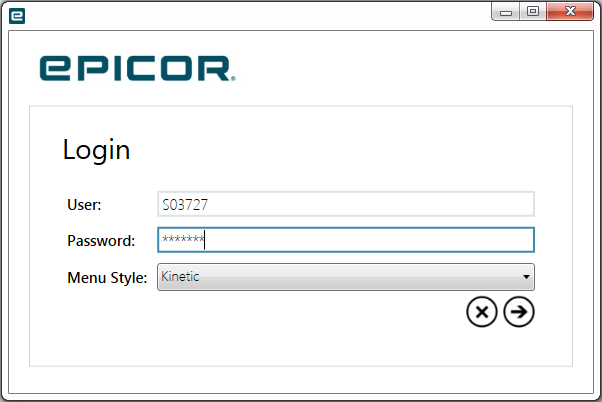 EPICOR®
Login
User: S03727
Password: *******
Menu Style: Kinetic